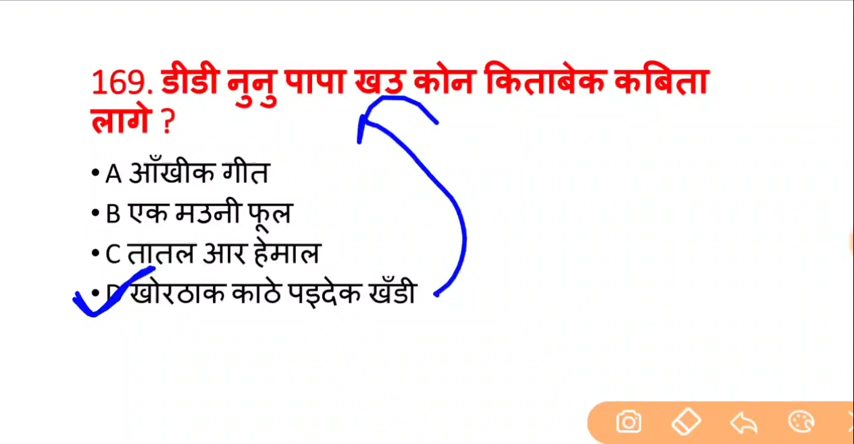 169. डीडी नुनु पापा खउ कोन किताबेक कबिता
लागे ?
• A आँखीक गीत
• B एक मउनी फूल
• C तातल आर हेमाल
• D खोरठाक काठे पइदेक खँडी